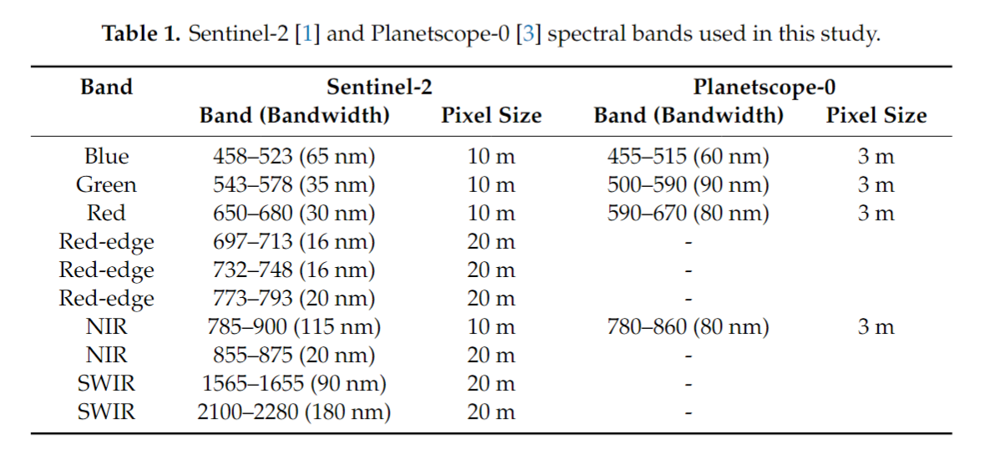 Table 1. Sentinel-2 [1] and Planetscope-0 [3] spectral bands used in this study.
Band Sentinel-2 Planetscope-0
Band (Bandwidth) Pixel Size Band (Bandwidth) Pixel Size
Blue 458–523 (65 nm) 10 m 455–515 (60 nm) 3 m
Green 543–578 (35 nm) 10 m 500–590 (90 nm) 3 m
Red 650–680 (30 nm) 10 m 590–670 (80 nm) 3 m
Red-edge 697–713 (16 nm) 20 m -
Red-edge 732–748 (16 nm) 20 m -
Red-edge 773–793 (20 nm) 20 m -
NIR 785–900 (115 nm) 10 m 780–860 (80 nm) 3 m
NIR 855–875 (20 nm) 20 m -
SWIR 1565–1655 (90 nm) 20 m -
SWIR 2100–2280 (180 nm) 20 m -